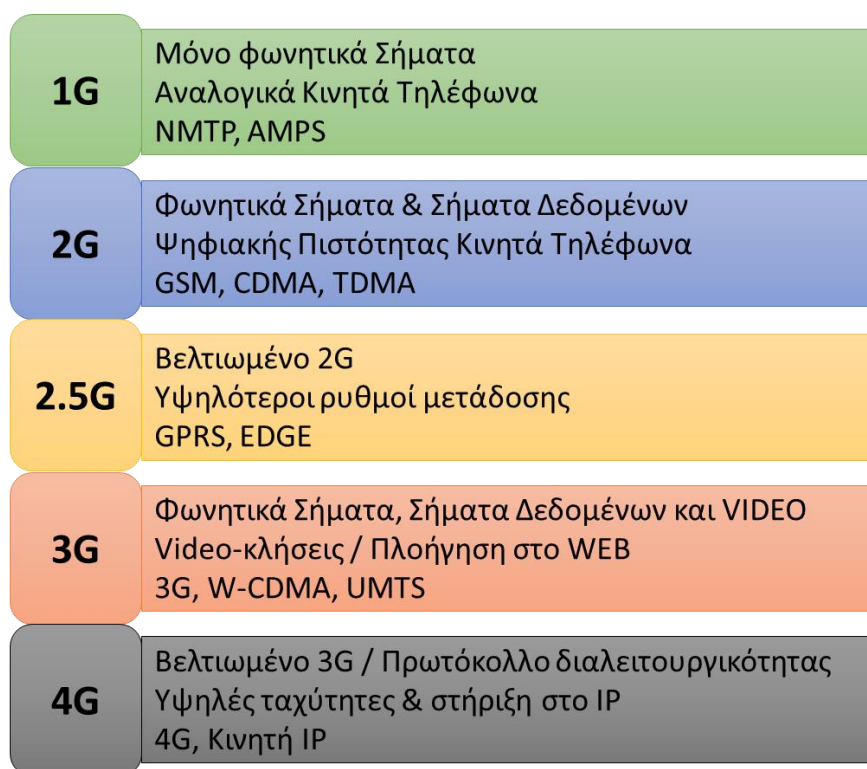 1G
Μόνο φωνητικά Σήματα
Αναλογικά Κινητά Τηλέφωνα
NMTP, AMPS
2G
Φωνητικά Σήματα & Σήματα Δεδομένων
Ψηφιακής Πιστότητας Κινητά Τηλέφωνα
GSM, CDMA, TDMA
2.5G
Βελτιωμένο 2G
Υψηλότεροι ρυθμοί μετάδοσης
GPRS, EDGE
3G
Φωνητικά Σήματα, Σήματα Δεδομένων και VIDEO
Video-κλήσεις / Πλοήγηση στο WEB
3G, W-CDMA, UMTS
4G
Βελτιωμένο 3G / Πρωτόκολλο διαλειτουργικότητας
Υψηλές ταχύτητες & στήριξη στο IP
4G, Κινητή IP